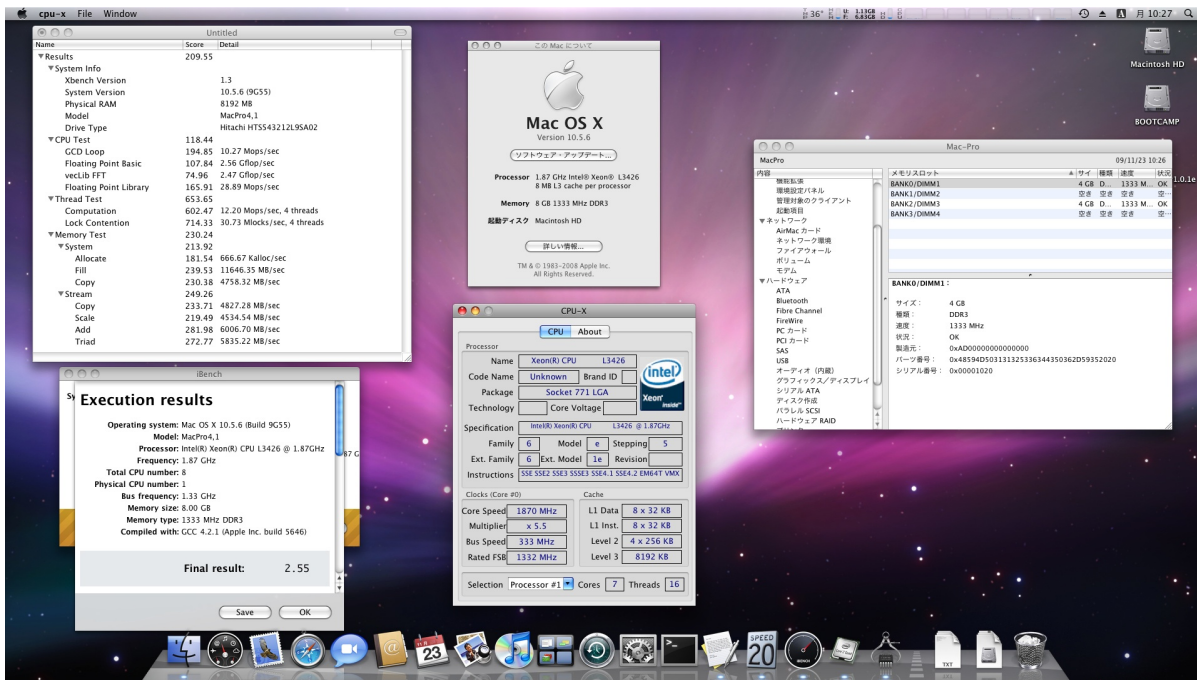 cpu-x File Window
36° U: 1.13GB F: 6.83GB
月 10:27
Macintosh HD
BOOTCAMP
1.0.1e
Untitled
Name Score Detail
Results 209.55
System Info
Xbench Version 1.3
System Version 10.5.6 (9G55)
Physical RAM 8192 MB
Model MacPro4,1
Drive Type Hitachi HTS543212L9SA02
CPU Test 118.44
GCD Loop 194.85 10.27 Mops/sec
Floating Point Basic 107.84 2.56 Gflop/sec
vecLib FFT 74.96 2.47 Gflop/sec
Floating Point Library 165.91 28.89 Mops/sec
Thread Test 653.65
Computation 602.47 12.20 Mops/sec, 4 threads
Lock Contention 714.33 30.73 Mlocks/sec, 4 threads
Memory Test 230.24
System 213.92
Allocate 181.54 666.67 Kalloc/sec
Fill 239.53 11646.35 MB/sec
Copy 230.38 4758.32 MB/sec
Stream 249.26
Copy 233.71 4827.28 MB/sec
Scale 219.49 4534.54 MB/sec
Add 281.98 6006.70 MB/sec
Triad 272.77 5835.22 MB/sec
この Mac について
Mac OS X
Version 10.5.6
ソフトウェア・アップデート...
Processor 1.87 GHz Intel® Xeon® L3426
8 MB L3 cache per processor
Memory 8 GB 1333 MHz DDR3
起動ディスク Macintosh HD
詳しい情報...
TM & © 1983-2008 Apple Inc.
All Rights Reserved.
Mac-Pro
MacPro 09/11/23 10:26
内容
機能拡張
環境設定パネル
管理対象のクライアント
起動項目
ネットワーク
AirMac カード
ネットワーク環境
ファイアウォール
ボリューム
モデム
ハードウェア
ATA
Bluetooth
Fibre Channel
FireWire
PC カード
PCI カード
SAS
USB
オーディオ（内蔵）
グラフィックス／ディスプレイ
シリアル ATA
ディスク作成
パラレル SCSI
ハードウェア RAID
メモリスロット サイ 種類 速度 状況
BANK0/DIMM1 4 GB D... 1333 M... OK
BANK1/DIMM2 空き 空き 空き 空…
BANK2/DIMM3 4 GB D... 1333 M... OK
BANK3/DIMM4 空き 空き 空き 空…
BANK0/DIMM1：
サイズ： 4 GB
種類： DDR3
速度： 1333 MHz
状況： OK
製造元： 0xAD00000000000000
パーツ番号： 0x48594D503131325336344350362D59352020
シリアル番号： 0x00001020
iBench
Sy
87 G
Execution results
Operating system: Mac OS X 10.5.6 (Build 9G55)
Model: MacPro4,1
Processor: Intel(R) Xeon(R) CPU L3426 @ 1.87GHz
Frequency: 1.87 GHz
Total CPU number: 8
Physical CPU number: 1
Bus frequency: 1.33 GHz
Memory size: 8.00 GB
Memory type: 1333 MHz DDR3
Compiled with: GCC 4.2.1 (Apple Inc. build 5646)
Final result: 2.55
Save OK
CPU-X
CPU About
Processor
Name Xeon(R) CPU L3426
Code Name Unknown Brand ID
Package Socket 771 LGA
Technology Core Voltage
intel
Xeon
inside
Specification Intel(R) Xeon(R) CPU L3426 @ 1.87GHz
Family 6 Model e Stepping 5
Ext. Family 6 Ext. Model 1e Revision
Instructions SSE SSE2 SSE3 SSSE3 SSE4.1 SSE4.2 EM64T VMX
Clocks (Core #0)
Core Speed 1870 MHz
Multiplier x 5.5
Bus Speed 333 MHz
Rated FSB 1332 MHz
Cache
L1 Data 8 x 32 KB
L1 Inst. 8 x 32 KB
Level 2 4 x 256 KB
Level 3 8192 KB
Selection Processor #1 Cores 7 Threads 16
23
SPEED
20
TXT